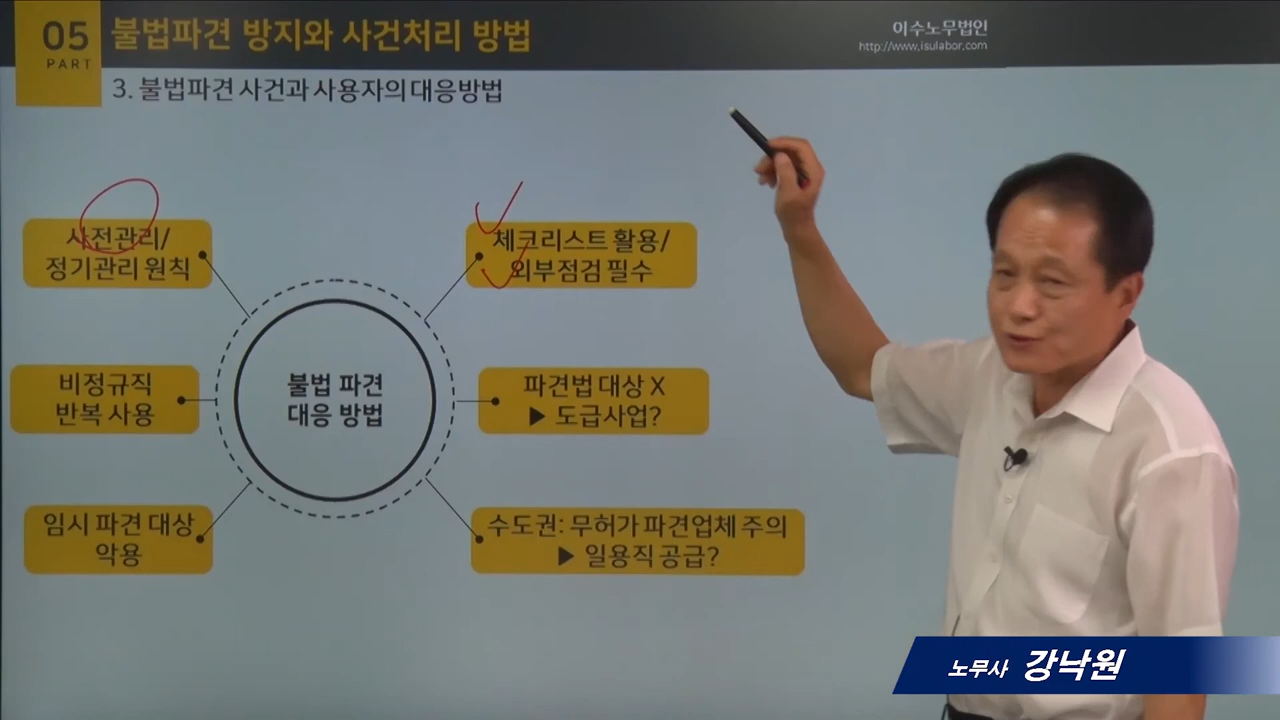 05
PART
불법파견 방지와 사건처리 방법
이수노무법인
http://www.isulabor.com
3. 불법파견 사건과 사용자의 대응방법
사전관리/
정기관리 원칙
체크리스트 활용/
외부점검 필수
비정규직
반복 사용
불법 파견
대응 방법
파견법 대상 X
▶ 도급사업?
임시 파견 대상
악용
수도권: 무허가 파견업체 주의
▶ 일용직 공급?
노무사 강낙원